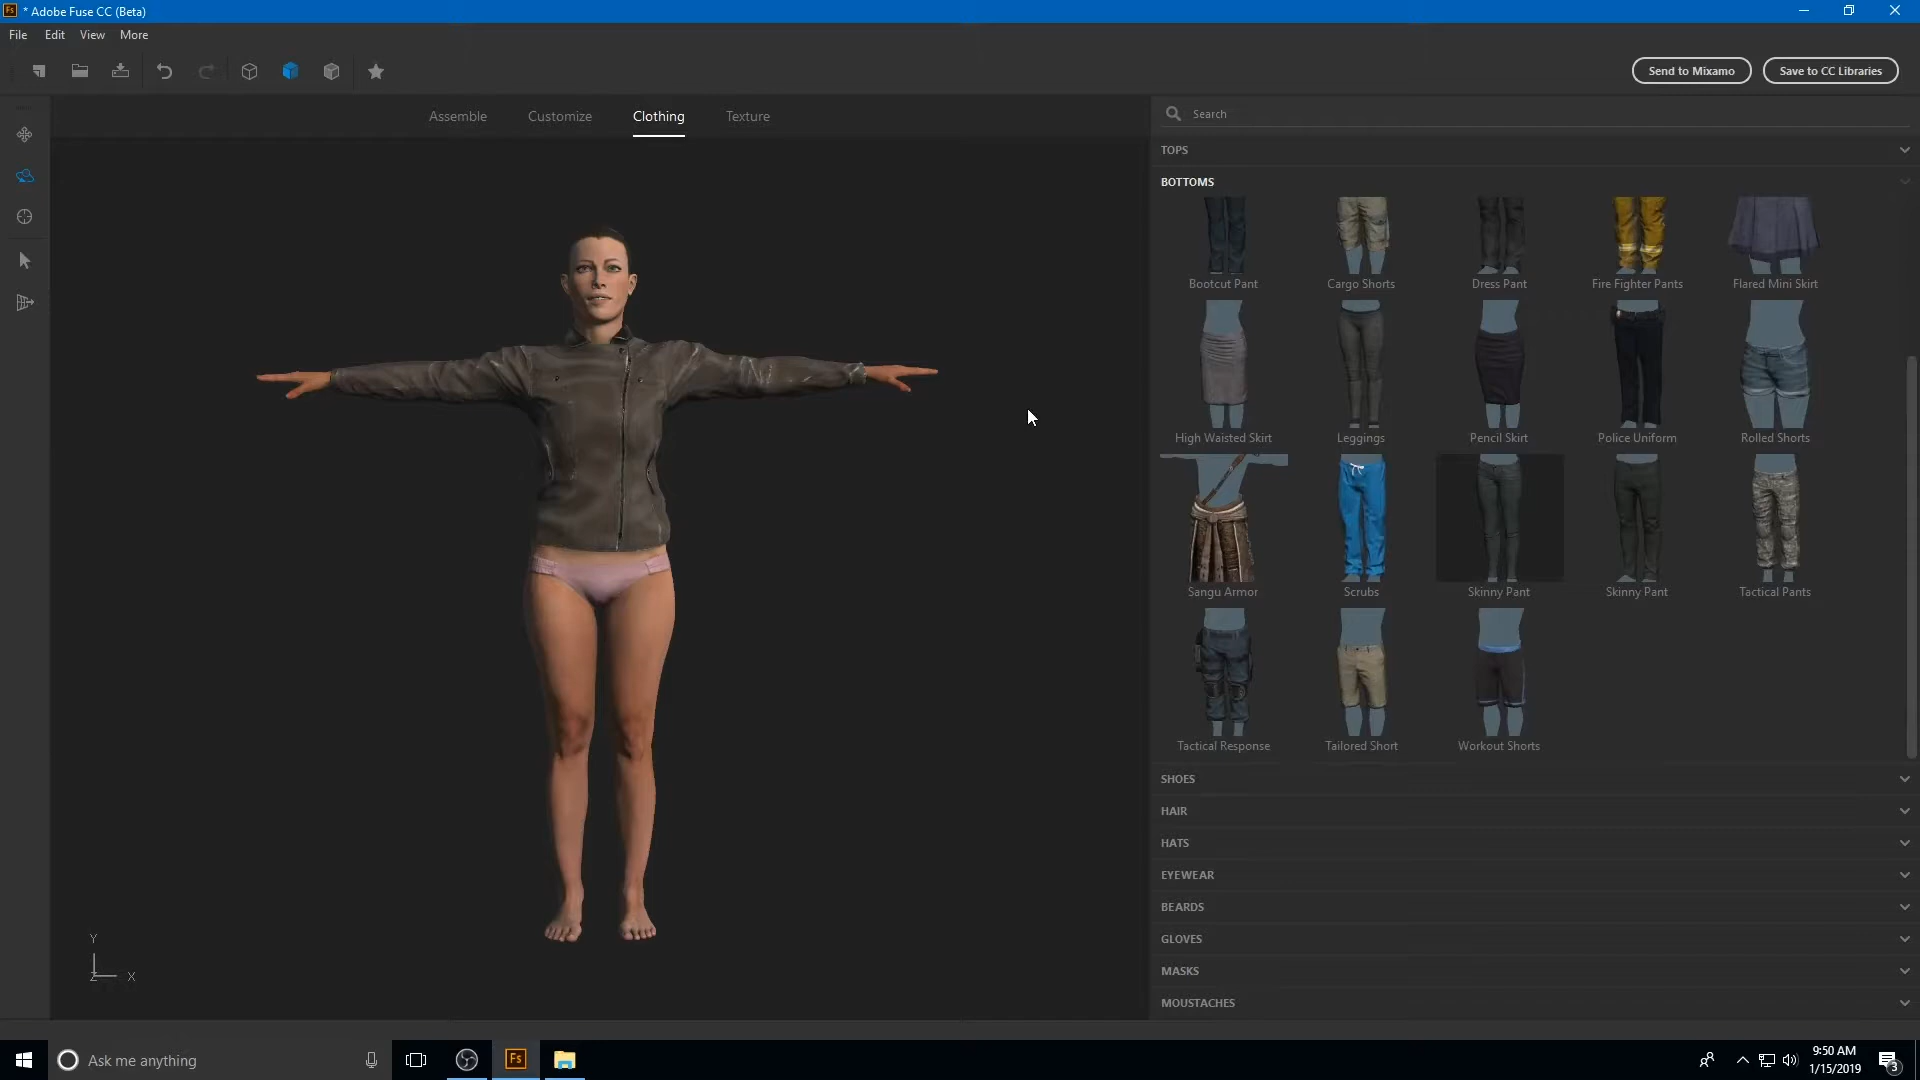 Fs * Adobe Fuse CC (Beta)
File Edit View More
Send to Mixamo Save to CC Libraries
Assemble Customize Clothing Texture
Search
TOPS
BOTTOMS
Bootcut Pant Cargo Shorts Dress Pant Fire Fighter Pants Flared Mini Skirt
High Waisted Skirt Leggings Pencil Skirt Police Uniform Rolled Shorts
Sangu Armor Scrubs Skinny Pant Skinny Pant Tactical Pants
Tactical Response Tailored Short Workout Shorts
SHOES
HAIR
HATS
EYEWEAR
BEARDS
GLOVES
MASKS
MOUSTACHES
Y
Z X
Ask me anything Fs 9:50 AM
1/15/2019 3